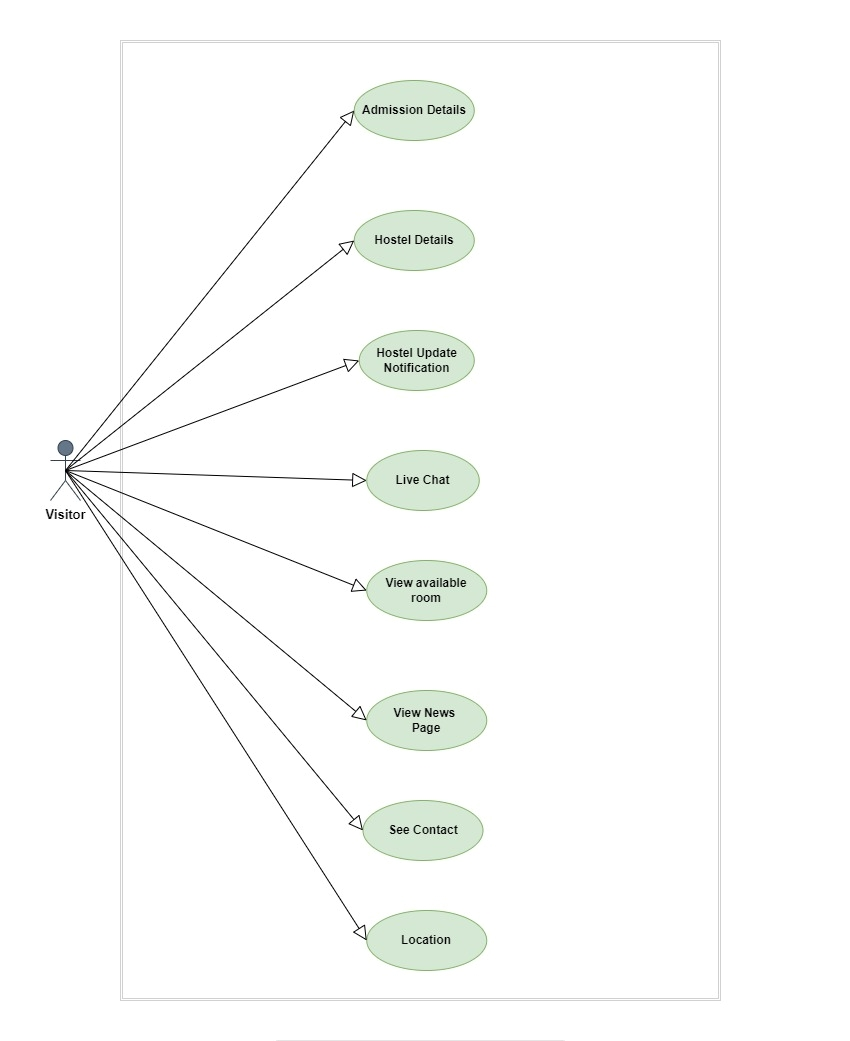 Admission Details
Hostel Details
Hostel Update
Notification
Live Chat
Visitor
View available
room
View News
Page
See Contact
Location